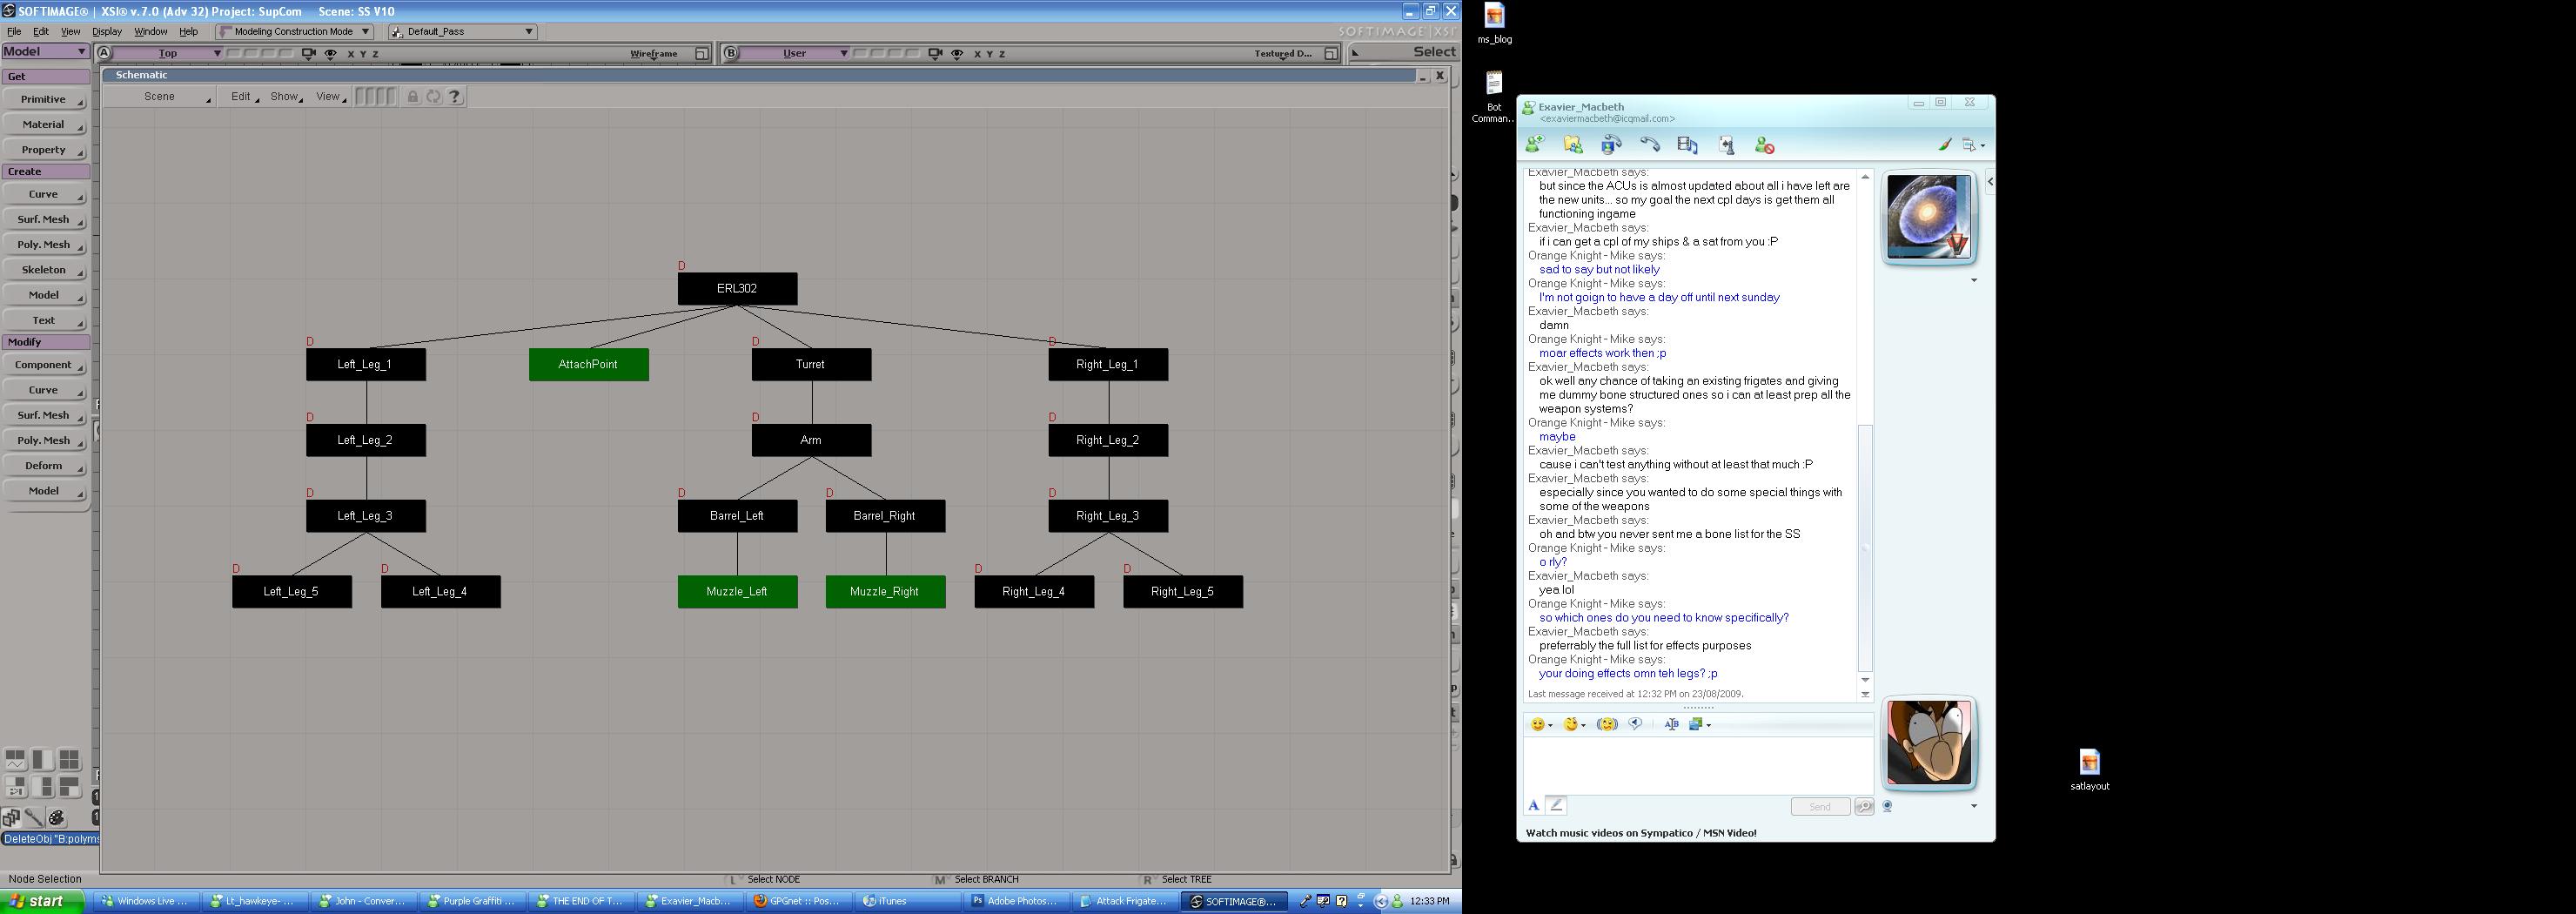 SOFTIMAGE® | XSI® v.7.0 (Adv 32) Project: SupCom    Scene: SS V10
File Edit View Display Window Help Modeling Construction Mode Default_Pass
SOFTIMAGE|XSI
Model A Top X Y Z Wireframe B User X Y Z Textured D... Select
Schematic
Scene Edit Show View ?
Get
Primitive
Material
Property
Create
Curve
Surf. Mesh
Poly. Mesh
Skeleton
Model
Text
Modify
Component
Curve
Surf. Mesh
Poly. Mesh
Deform
Model
D
ERL302
D D D
Left_Leg_1 AttachPoint Turret Right_Leg_1
D D D
Left_Leg_2 Arm Right_Leg_2
D D D D
Left_Leg_3 Barrel_Left Barrel_Right Right_Leg_3
D D D D
Left_Leg_5 Left_Leg_4 Muzzle_Left Muzzle_Right Right_Leg_4 Right_Leg_5
DeleteObj "B:polyms
Node Selection L Select NODE M Select BRANCH R Select TREE
start Windows Live ... Lt_hawkeye- ... John - Conver... Purple Graffiti ... THE END OF T... Exavier_Macb... GPGnet :: Pos... iTunes Adobe Photos... Attack Frigate... SOFTIMAGE®... 12:33 PM
ms_blog
Bot
Comman...
Exavier_Macbeth
<exaviermacbeth@icqmail.com>
Exavier_Macbeth says:
but since the ACUs is almost updated about all i have left are
the new units... so my goal the next cpl days is get them all
functioning ingame
Exavier_Macbeth says:
if i can get a cpl of my ships & a sat from you :P
Orange Knight - Mike says:
sad to say but not likely
Orange Knight - Mike says:
I'm not goign to have a day off until next sunday
Exavier_Macbeth says:
damn
Orange Knight - Mike says:
moar effects work then ;p
Exavier_Macbeth says:
ok well any chance of taking an existing frigates and giving
me dummy bone structured ones so i can at least prep all the
weapon systems?
Orange Knight - Mike says:
maybe
Exavier_Macbeth says:
cause i can't test anything without at least that much :P
Exavier_Macbeth says:
especially since you wanted to do some special things with
some of the weapons
Exavier_Macbeth says:
oh and btw you never sent me a bone list for the SS
Orange Knight - Mike says:
o rly?
Exavier_Macbeth says:
yea lol
Orange Knight - Mike says:
so which ones do you need to know specifically?
Exavier_Macbeth says:
preferrably the full list for effects purposes
Orange Knight - Mike says:
your doing effects omn teh legs? ;p
Last message received at 12:32 PM on 23/08/2009.
A Send
Watch music videos on Sympatico / MSN Video!
satlayout